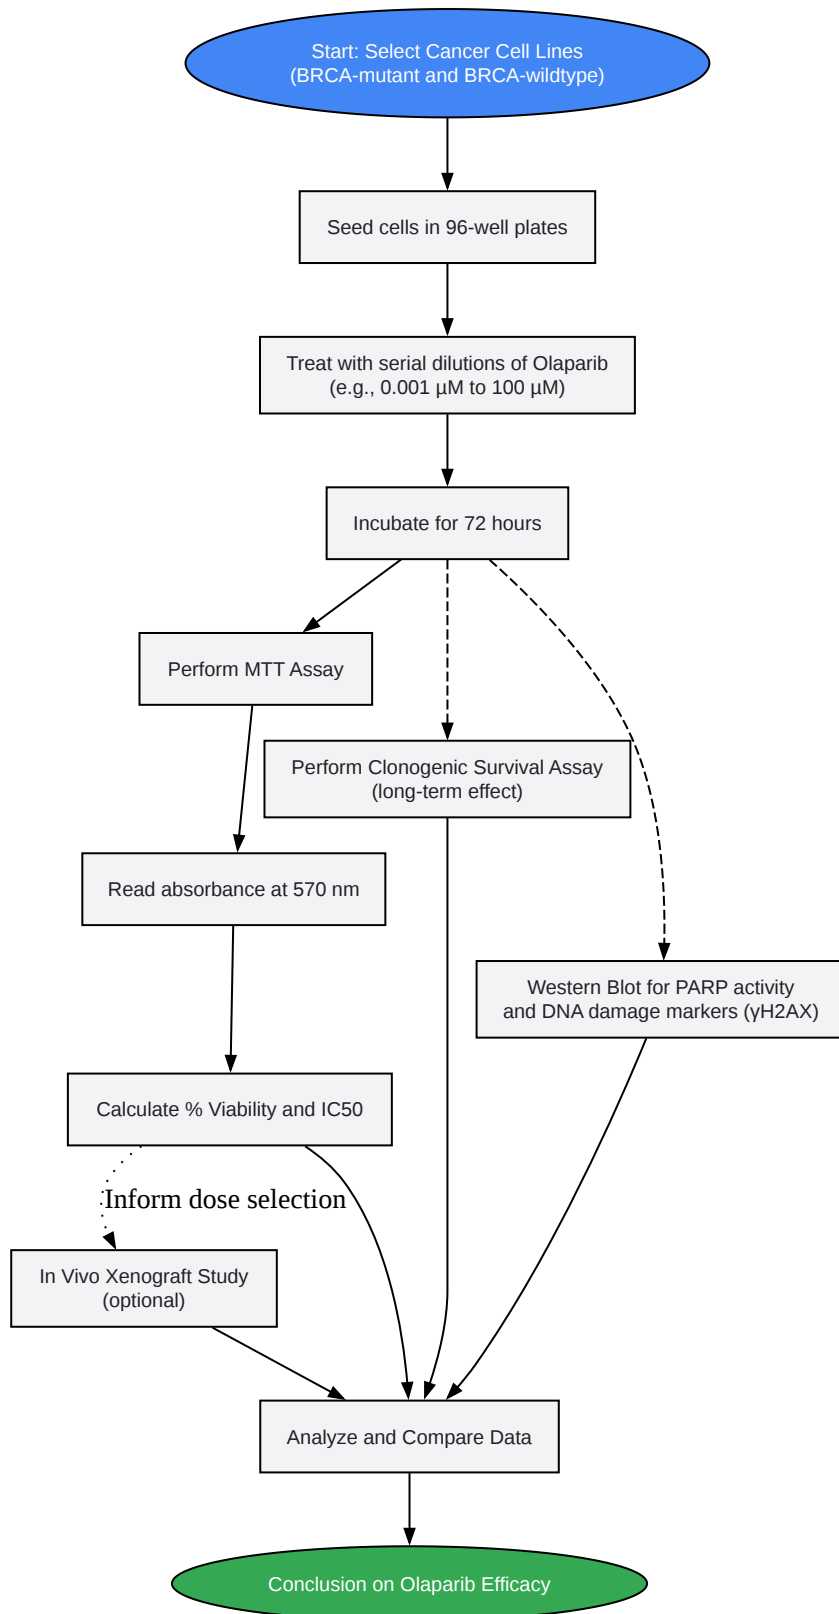 Start: Select Cancer Cell Lines
(BRCA-mutant and BRCA-wildtype)
Seed cells in 96-well plates
Treat with serial dilutions of Olaparib
(e.g., 0.001 µM to 100 µM)
Incubate for 72 hours
Perform MTT Assay
Perform Clonogenic Survival Assay
(long-term effect)
Read absorbance at 570 nm
Western Blot for PARP activity
and DNA damage markers (γH2AX)
Calculate % Viability and IC50
Inform dose selection
In Vivo Xenograft Study
(optional)
Analyze and Compare Data
Conclusion on Olaparib Efficacy